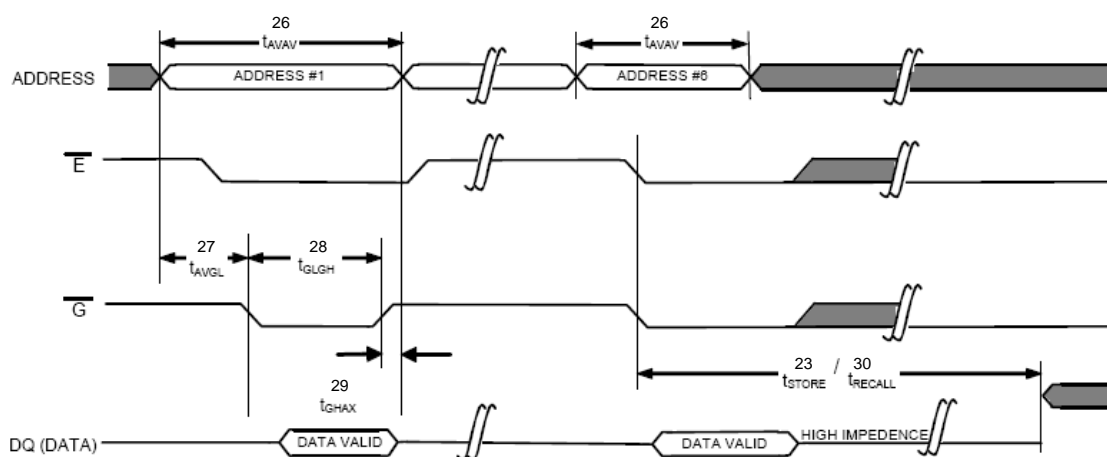 26
26
tAVAV
tAVAV
ADDRESS
ADDRESS #1
ADDRESS #6
E
27
28
tAVGL
tGLGH
G
23 / 30
tSTORE tRECALL
29
tGHAX
DQ (DATA)
DATA VALID
DATA VALID
HIGH IMPEDENCE